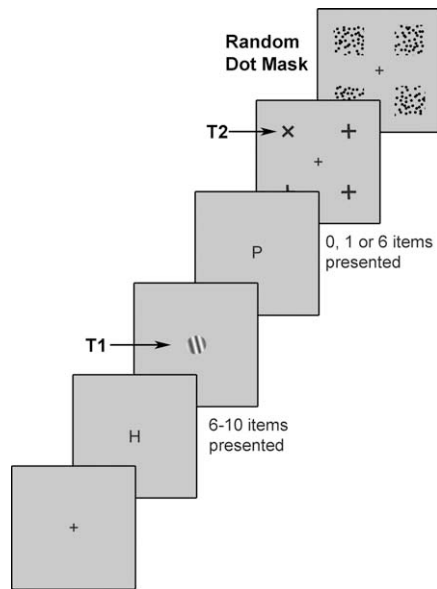 Random
Dot Mask
T2
P
0, 1 or 6 items
presented
T1
H
6-10 items
presented